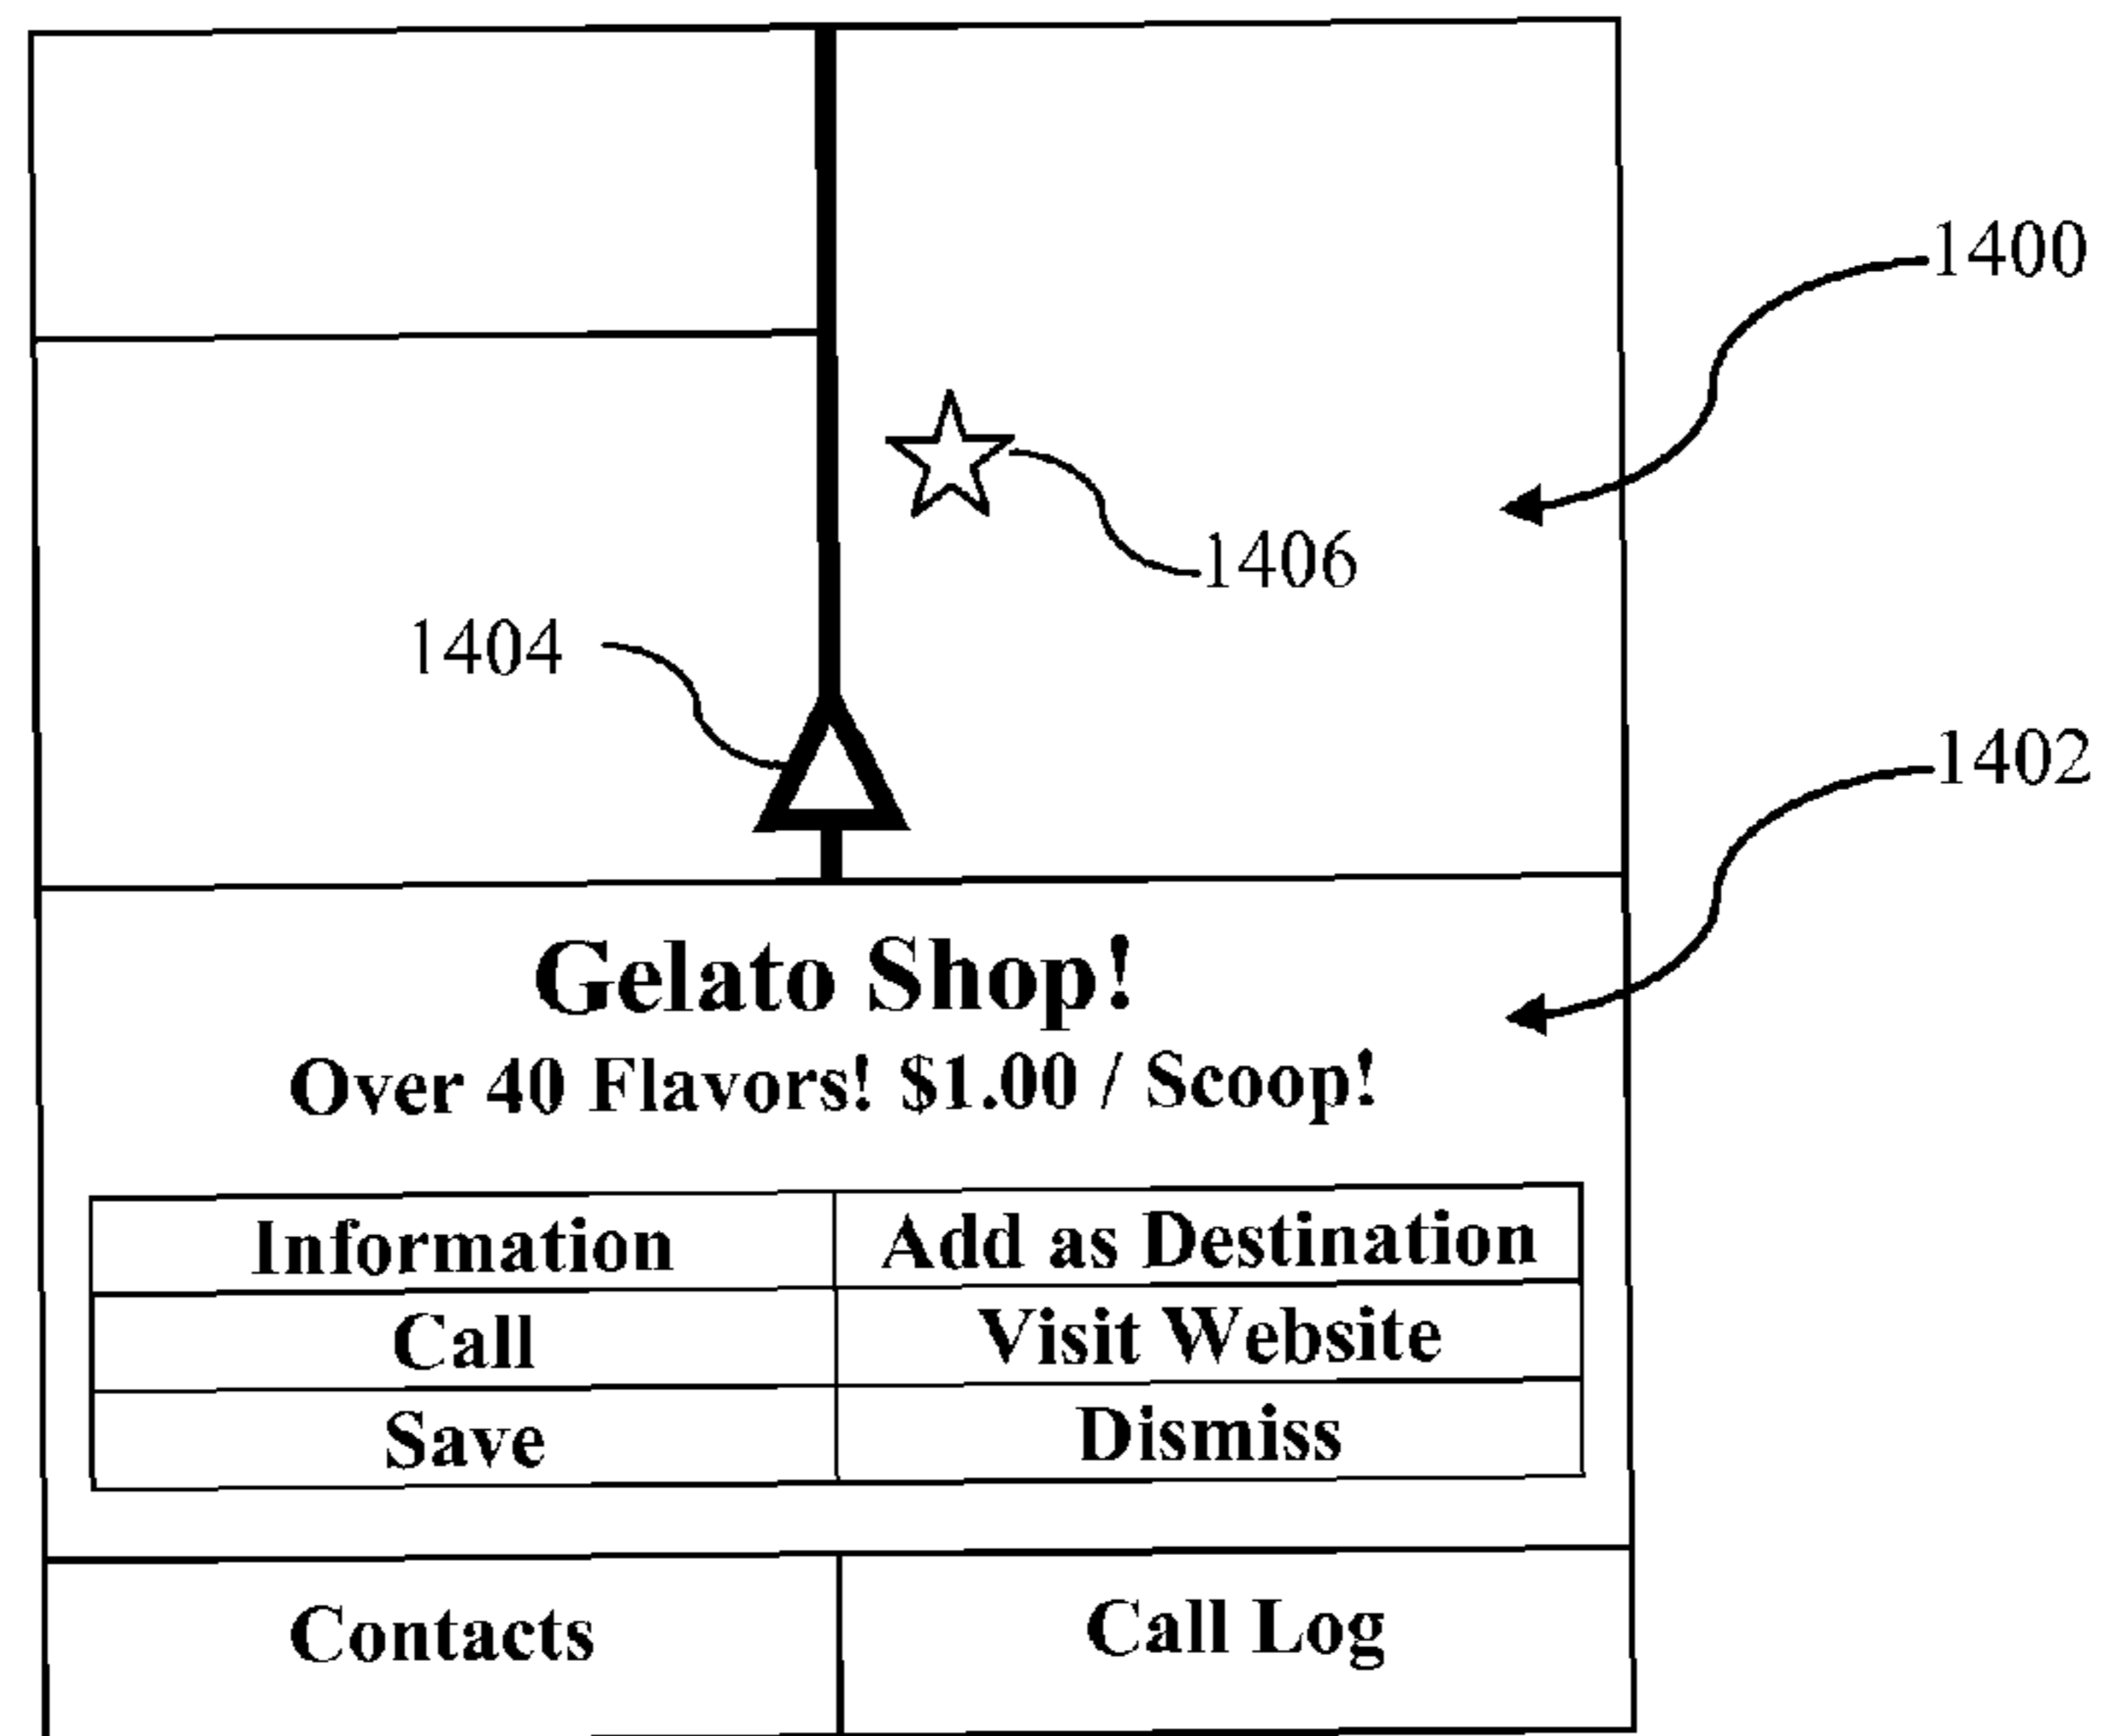 1400
1406
1404
1402
Gelato Shop!
Over 40 Flavors! $1.00 / Scoop!
Information Add as Destination
Call Visit Website
Save Dismiss
Contacts Call Log